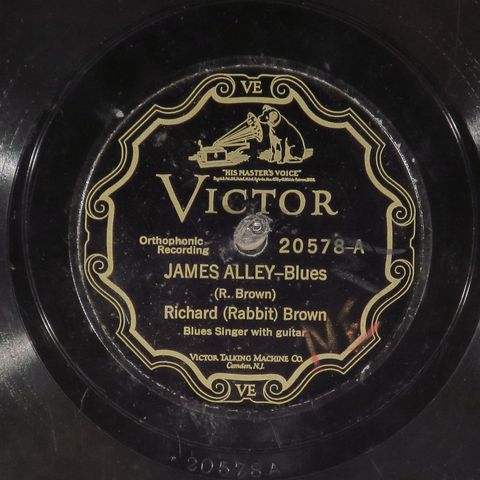 VE
"HIS MASTER'S VOICE"
VICTOR
Orthophonic
Recording
20578-A
JAMES ALLEY–Blues
(R. Brown)
Richard (Rabbit) Brown
Blues Singer with guitar
VICTOR TALKING MACHINE CO.
Camden, N.J.
VE
20578A